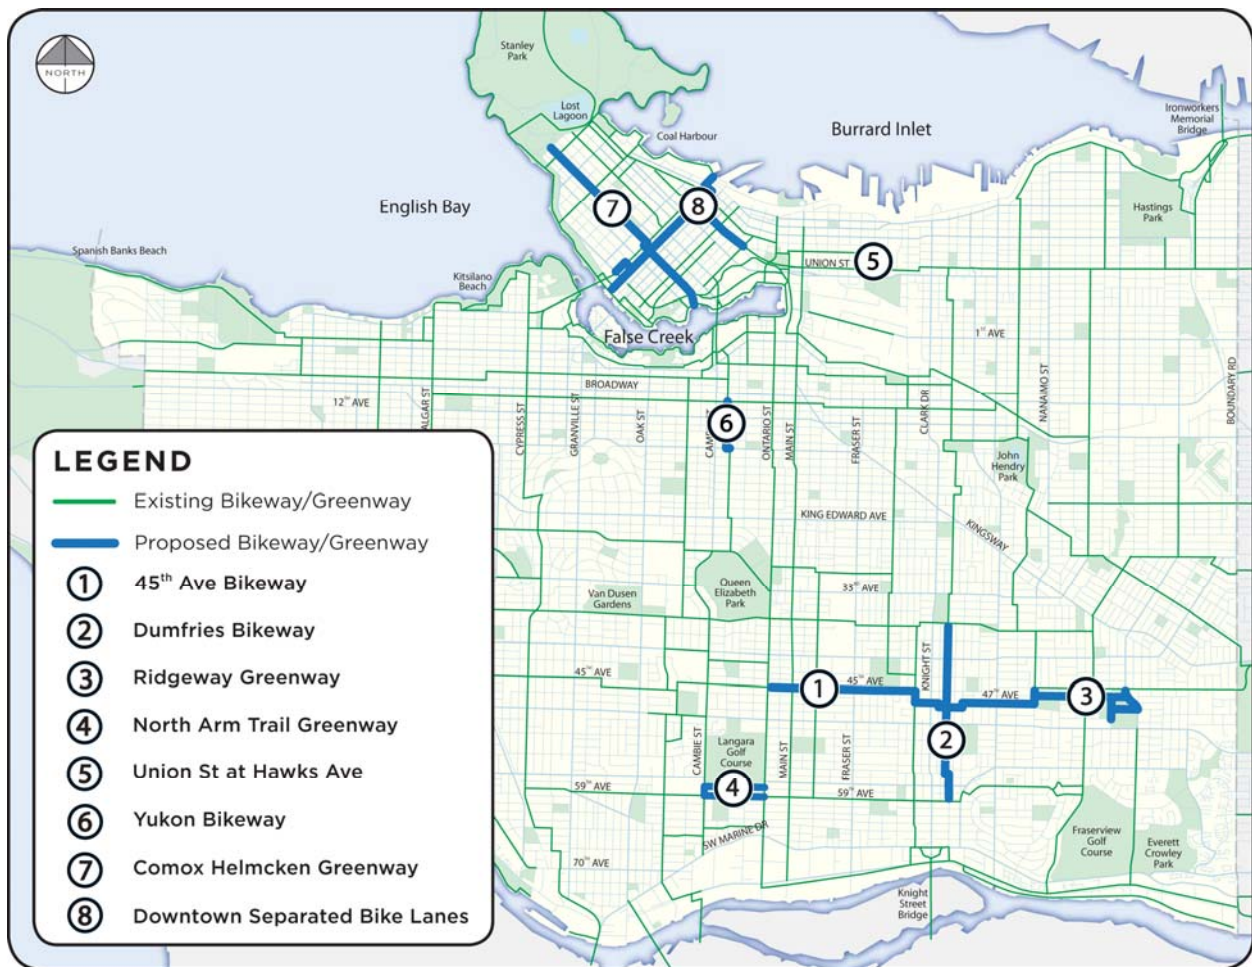 NORTH
Stanley
Park
Lost
Lagoon
Coal Harbour
Burrard Inlet
Ironworkers
Memorial
Bridge
English Bay
7
8
Hastings
Park
Spanish Banks Beach
Kitsilano
Beach
UNION ST
5
False Creek
1ST AVE
BROADWAY
12TH AVE
ALGAR ST
CYPRESS ST
GRANVILLE ST
OAK ST
6
ONTARIO ST
MAIN ST
FRASER ST
CLARK DR
NANAIMO ST
BOUNDARY RD
John
Hendry
Park
KING EDWARD AVE
KINGSWAY
Queen
Elizabeth
Park
33RD AVE
Van Dusen
Gardens
45TH AVE
KNIGHT ST
1
45TH AVE
47TH AVE
3
2
CAMBIE ST
Langara
Golf
Course
MAIN ST
FRASER ST
59TH AVE
4
59TH AVE
SW MARINE DR
70TH AVE
Fraserview
Golf
Course
Everett
Crowley
Park
Knight
Street
Bridge
LEGEND
Existing Bikeway/Greenway
Proposed Bikeway/Greenway
1 45th Ave Bikeway
2 Dumfries Bikeway
3 Ridgeway Greenway
4 North Arm Trail Greenway
5 Union St at Hawks Ave
6 Yukon Bikeway
7 Comox Helmcken Greenway
8 Downtown Separated Bike Lanes